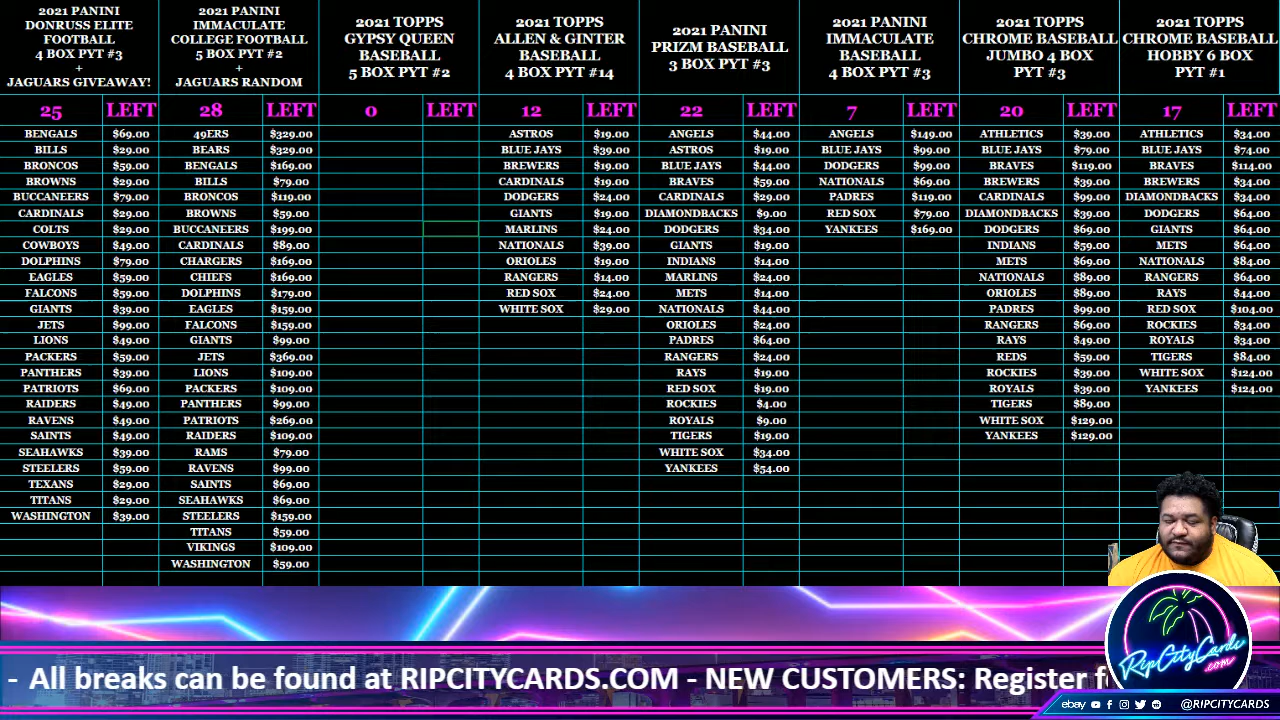 2021 PANINI
DONRUSS ELITE
FOOTBALL
4 BOX PYT #3
+
JAGUARS GIVEAWAY!
25 LEFT
BENGALS $69.00
BILLS $29.00
BRONCOS $59.00
BROWNS $29.00
BUCCANEERS $79.00
CARDINALS $29.00
COLTS $29.00
COWBOYS $49.00
DOLPHINS $79.00
EAGLES $59.00
FALCONS $59.00
GIANTS $39.00
JETS $99.00
LIONS $49.00
PACKERS $59.00
PANTHERS $39.00
PATRIOTS $69.00
RAIDERS $49.00
RAVENS $49.00
SAINTS $49.00
SEAHAWKS $39.00
STEELERS $59.00
TEXANS $29.00
TITANS $29.00
WASHINGTON $39.00
2021 PANINI
IMMACULATE
COLLEGE FOOTBALL
5 BOX PYT #2
+
JAGUARS RANDOM
28 LEFT
49ERS $329.00
BEARS $329.00
BENGALS $169.00
BILLS $79.00
BRONCOS $119.00
BROWNS $59.00
BUCCANEERS $199.00
CARDINALS $89.00
CHARGERS $169.00
CHIEFS $169.00
DOLPHINS $179.00
EAGLES $159.00
FALCONS $159.00
GIANTS $99.00
JETS $369.00
LIONS $109.00
PACKERS $109.00
PANTHERS $99.00
PATRIOTS $269.00
RAIDERS $109.00
RAMS $79.00
RAVENS $99.00
SAINTS $69.00
SEAHAWKS $69.00
STEELERS $159.00
TITANS $59.00
VIKINGS $109.00
WASHINGTON $59.00
2021 TOPPS
GYPSY QUEEN
BASEBALL
5 BOX PYT #2
0 LEFT
2021 TOPPS
ALLEN & GINTER
BASEBALL
4 BOX PYT #14
12 LEFT
ASTROS $19.00
BLUE JAYS $39.00
BREWERS $19.00
CARDINALS $19.00
DODGERS $24.00
GIANTS $19.00
MARLINS $24.00
NATIONALS $39.00
ORIOLES $19.00
RANGERS $14.00
RED SOX $24.00
WHITE SOX $29.00
2021 PANINI
PRIZM BASEBALL
3 BOX PYT #3
22 LEFT
ANGELS $44.00
ASTROS $19.00
BLUE JAYS $44.00
BRAVES $59.00
CARDINALS $29.00
DIAMONDBACKS $9.00
DODGERS $34.00
GIANTS $19.00
INDIANS $14.00
MARLINS $24.00
METS $14.00
NATIONALS $44.00
ORIOLES $24.00
PADRES $64.00
RANGERS $24.00
RAYS $19.00
RED SOX $19.00
ROCKIES $4.00
ROYALS $9.00
TIGERS $19.00
WHITE SOX $34.00
YANKEES $54.00
2021 PANINI
IMMACULATE
BASEBALL
4 BOX PYT #3
7 LEFT
ANGELS $149.00
BLUE JAYS $99.00
DODGERS $99.00
NATIONALS $69.00
PADRES $119.00
RED SOX $79.00
YANKEES $169.00
2021 TOPPS
CHROME BASEBALL
JUMBO 4 BOX
PYT #3
20 LEFT
ATHLETICS $39.00
BLUE JAYS $79.00
BRAVES $119.00
BREWERS $39.00
CARDINALS $99.00
DIAMONDBACKS $39.00
DODGERS $69.00
INDIANS $59.00
METS $69.00
NATIONALS $89.00
ORIOLES $89.00
PADRES $99.00
RANGERS $69.00
RAYS $49.00
REDS $59.00
ROCKIES $39.00
ROYALS $39.00
TIGERS $89.00
WHITE SOX $129.00
YANKEES $129.00
2021 TOPPS
CHROME BASEBALL
HOBBY 6 BOX
PYT #1
17 LEFT
ATHLETICS $34.00
BLUE JAYS $74.00
BRAVES $114.00
BREWERS $34.00
DIAMONDBACKS $34.00
DODGERS $64.00
GIANTS $64.00
METS $64.00
NATIONALS $84.00
RANGERS $64.00
RAYS $44.00
RED SOX $104.00
ROCKIES $34.00
ROYALS $34.00
TIGERS $84.00
WHITE SOX $124.00
YANKEES $124.00
- All breaks can be found at RIPCITYCARDS.COM - NEW CUSTOMERS: Register
RipCityCards
.com
ebay @RIPCITYCARDS